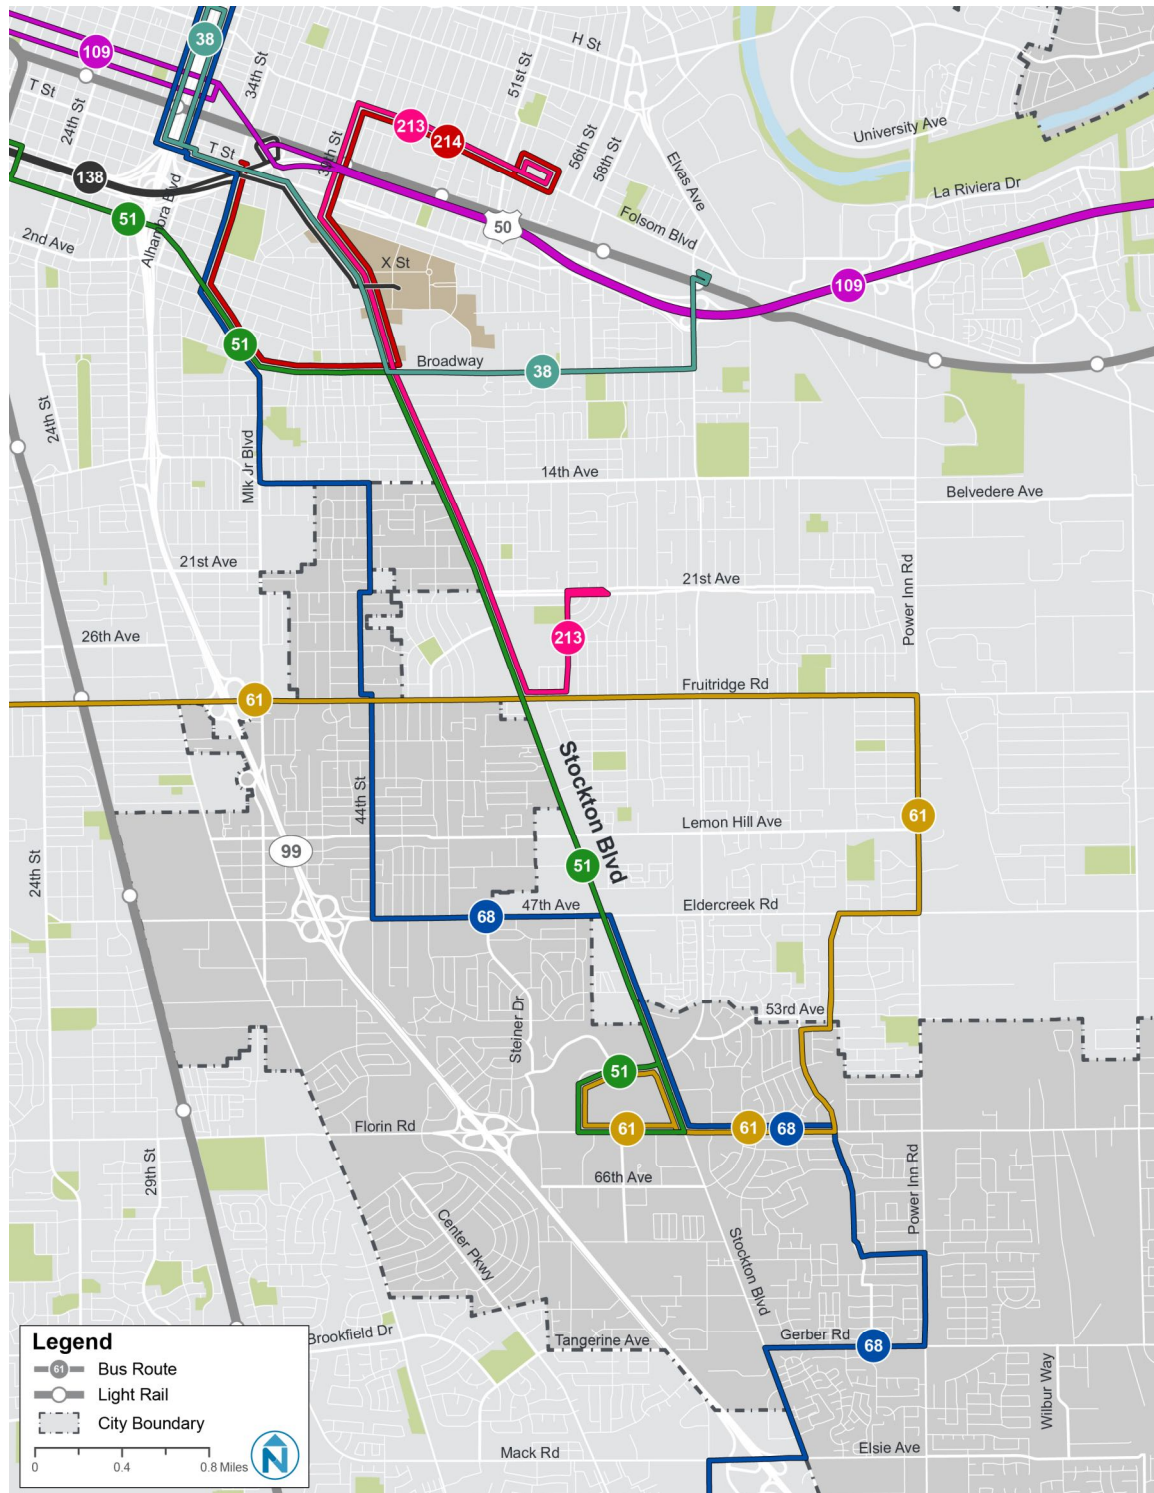 38
109
H St
34th St
51st St
T St
24th St
213
214
University Ave
56th St
58th St
Elvas Ave
T St
39th St
138
La Riviera Dr
Alhambra Blvd
51
50
Folsom Blvd
2nd Ave
X St
109
51
Broadway
38
24th St
Mlk Jr Blvd
14th Ave
Belvedere Ave
21st Ave
21st Ave
Power Inn Rd
26th Ave
213
Fruitridge Rd
61
Stockton Blvd
44th St
61
Lemon Hill Ave
99
51
24th St
47th Ave
Eldercreek Rd
68
Steiner Dr
53rd Ave
51
Florin Rd
61
61
68
29th St
66th Ave
Power Inn Rd
Center Pkwy
Stockton Blvd
Brookfield Dr
Tangerine Ave
Gerber Rd
68
Wilbur Way
Mack Rd
Elsie Ave
Legend
61
Bus Route
Light Rail
City Boundary
0 0.4 0.8 Miles
N